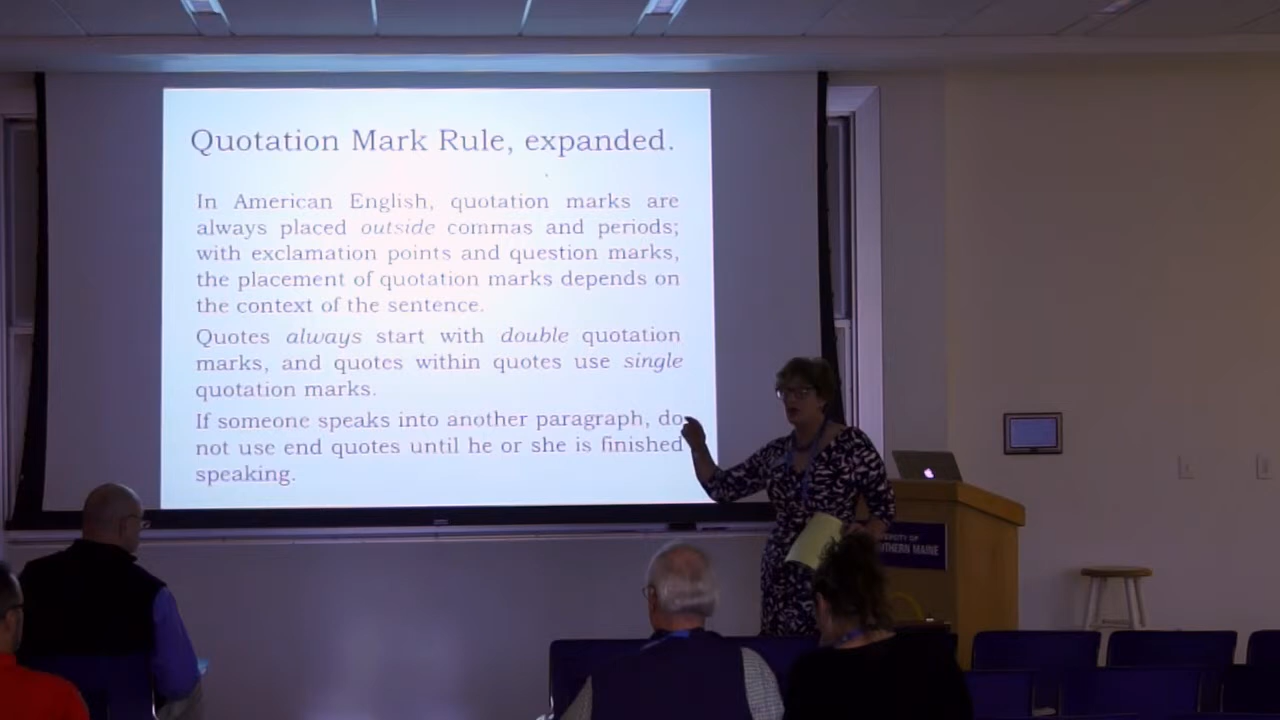 Quotation Mark Rule, expanded.
In American English, quotation marks are
always placed outside commas and periods;
with exclamation points and question marks,
the placement of quotation marks depends on
the context of the sentence.
Quotes always start with double quotation
marks, and quotes within quotes use single
quotation marks.
If someone speaks into another paragraph, do
not use end quotes until he or she is finished
speaking.
MAINE